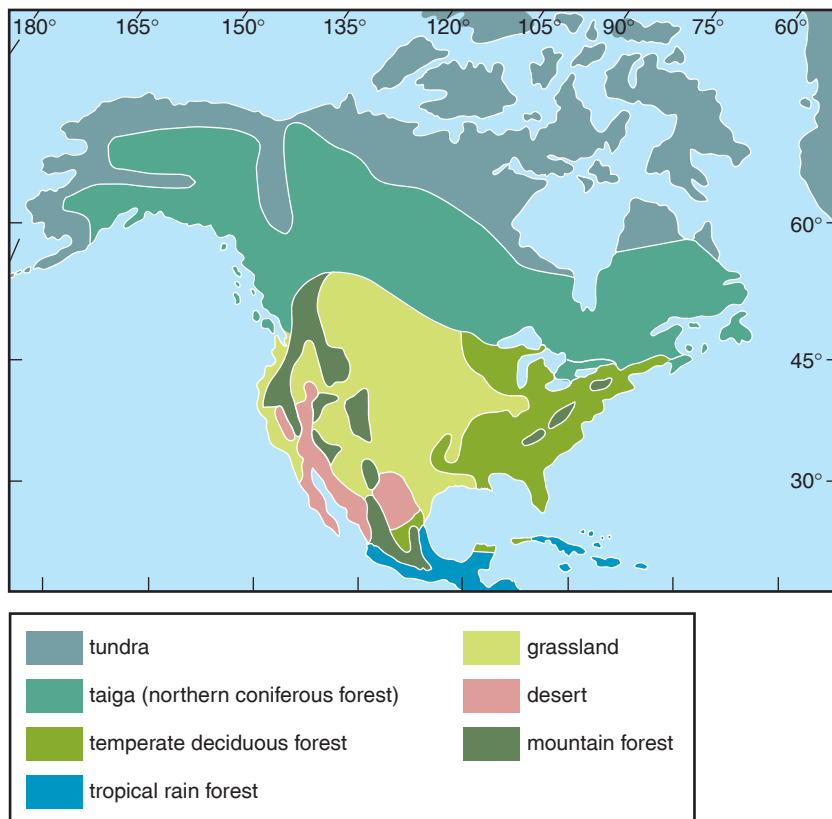 180° 165° 150° 135° 120° 105° 90° 75° 60°
60°
45°
30°
tundra
grassland
taiga (northern coniferous forest)
desert
temperate deciduous forest
mountain forest
tropical rain forest